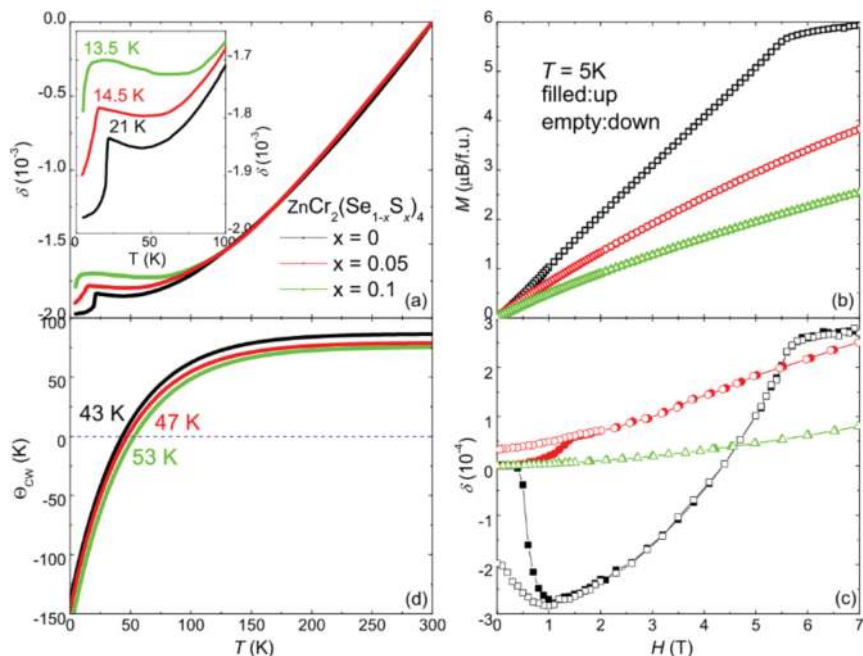 0.0
-0.5
-1.0
-1.5
-2.0
δ (10⁻³)
13.5 K
14.5 K
21 K
-1.7
-1.8
-1.9
-2.0
δ (10⁻³)
0 50 100
T (K)
ZnCr₂(Se₁₋ₓSₓ)₄
x = 0
x = 0.05
x = 0.1
(a)
6
5
4
3
2
1
0
M (μB/f.u.)
T = 5K
filled:up
empty:down
(b)
100
50
0
-50
-100
-150
Θ_CW (K)
43 K
47 K
53 K
(d)
0 50 100 150 200 250 300
T (K)
3
2
1
0
-1
-2
-3
δ (10⁻⁴)
(c)
0 1 2 3 4 5 6 7
H (T)